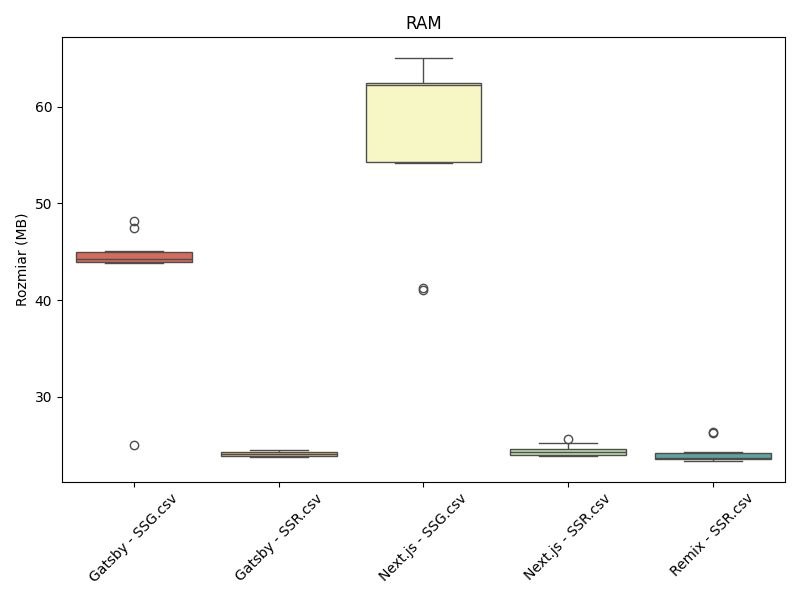 RAM
Rozmiar (MB)
60
50
40
30
Gatsby - SSG.csv
Gatsby - SSR.csv
Next.js - SSG.csv
Next.js - SSR.csv
Remix - SSR.csv